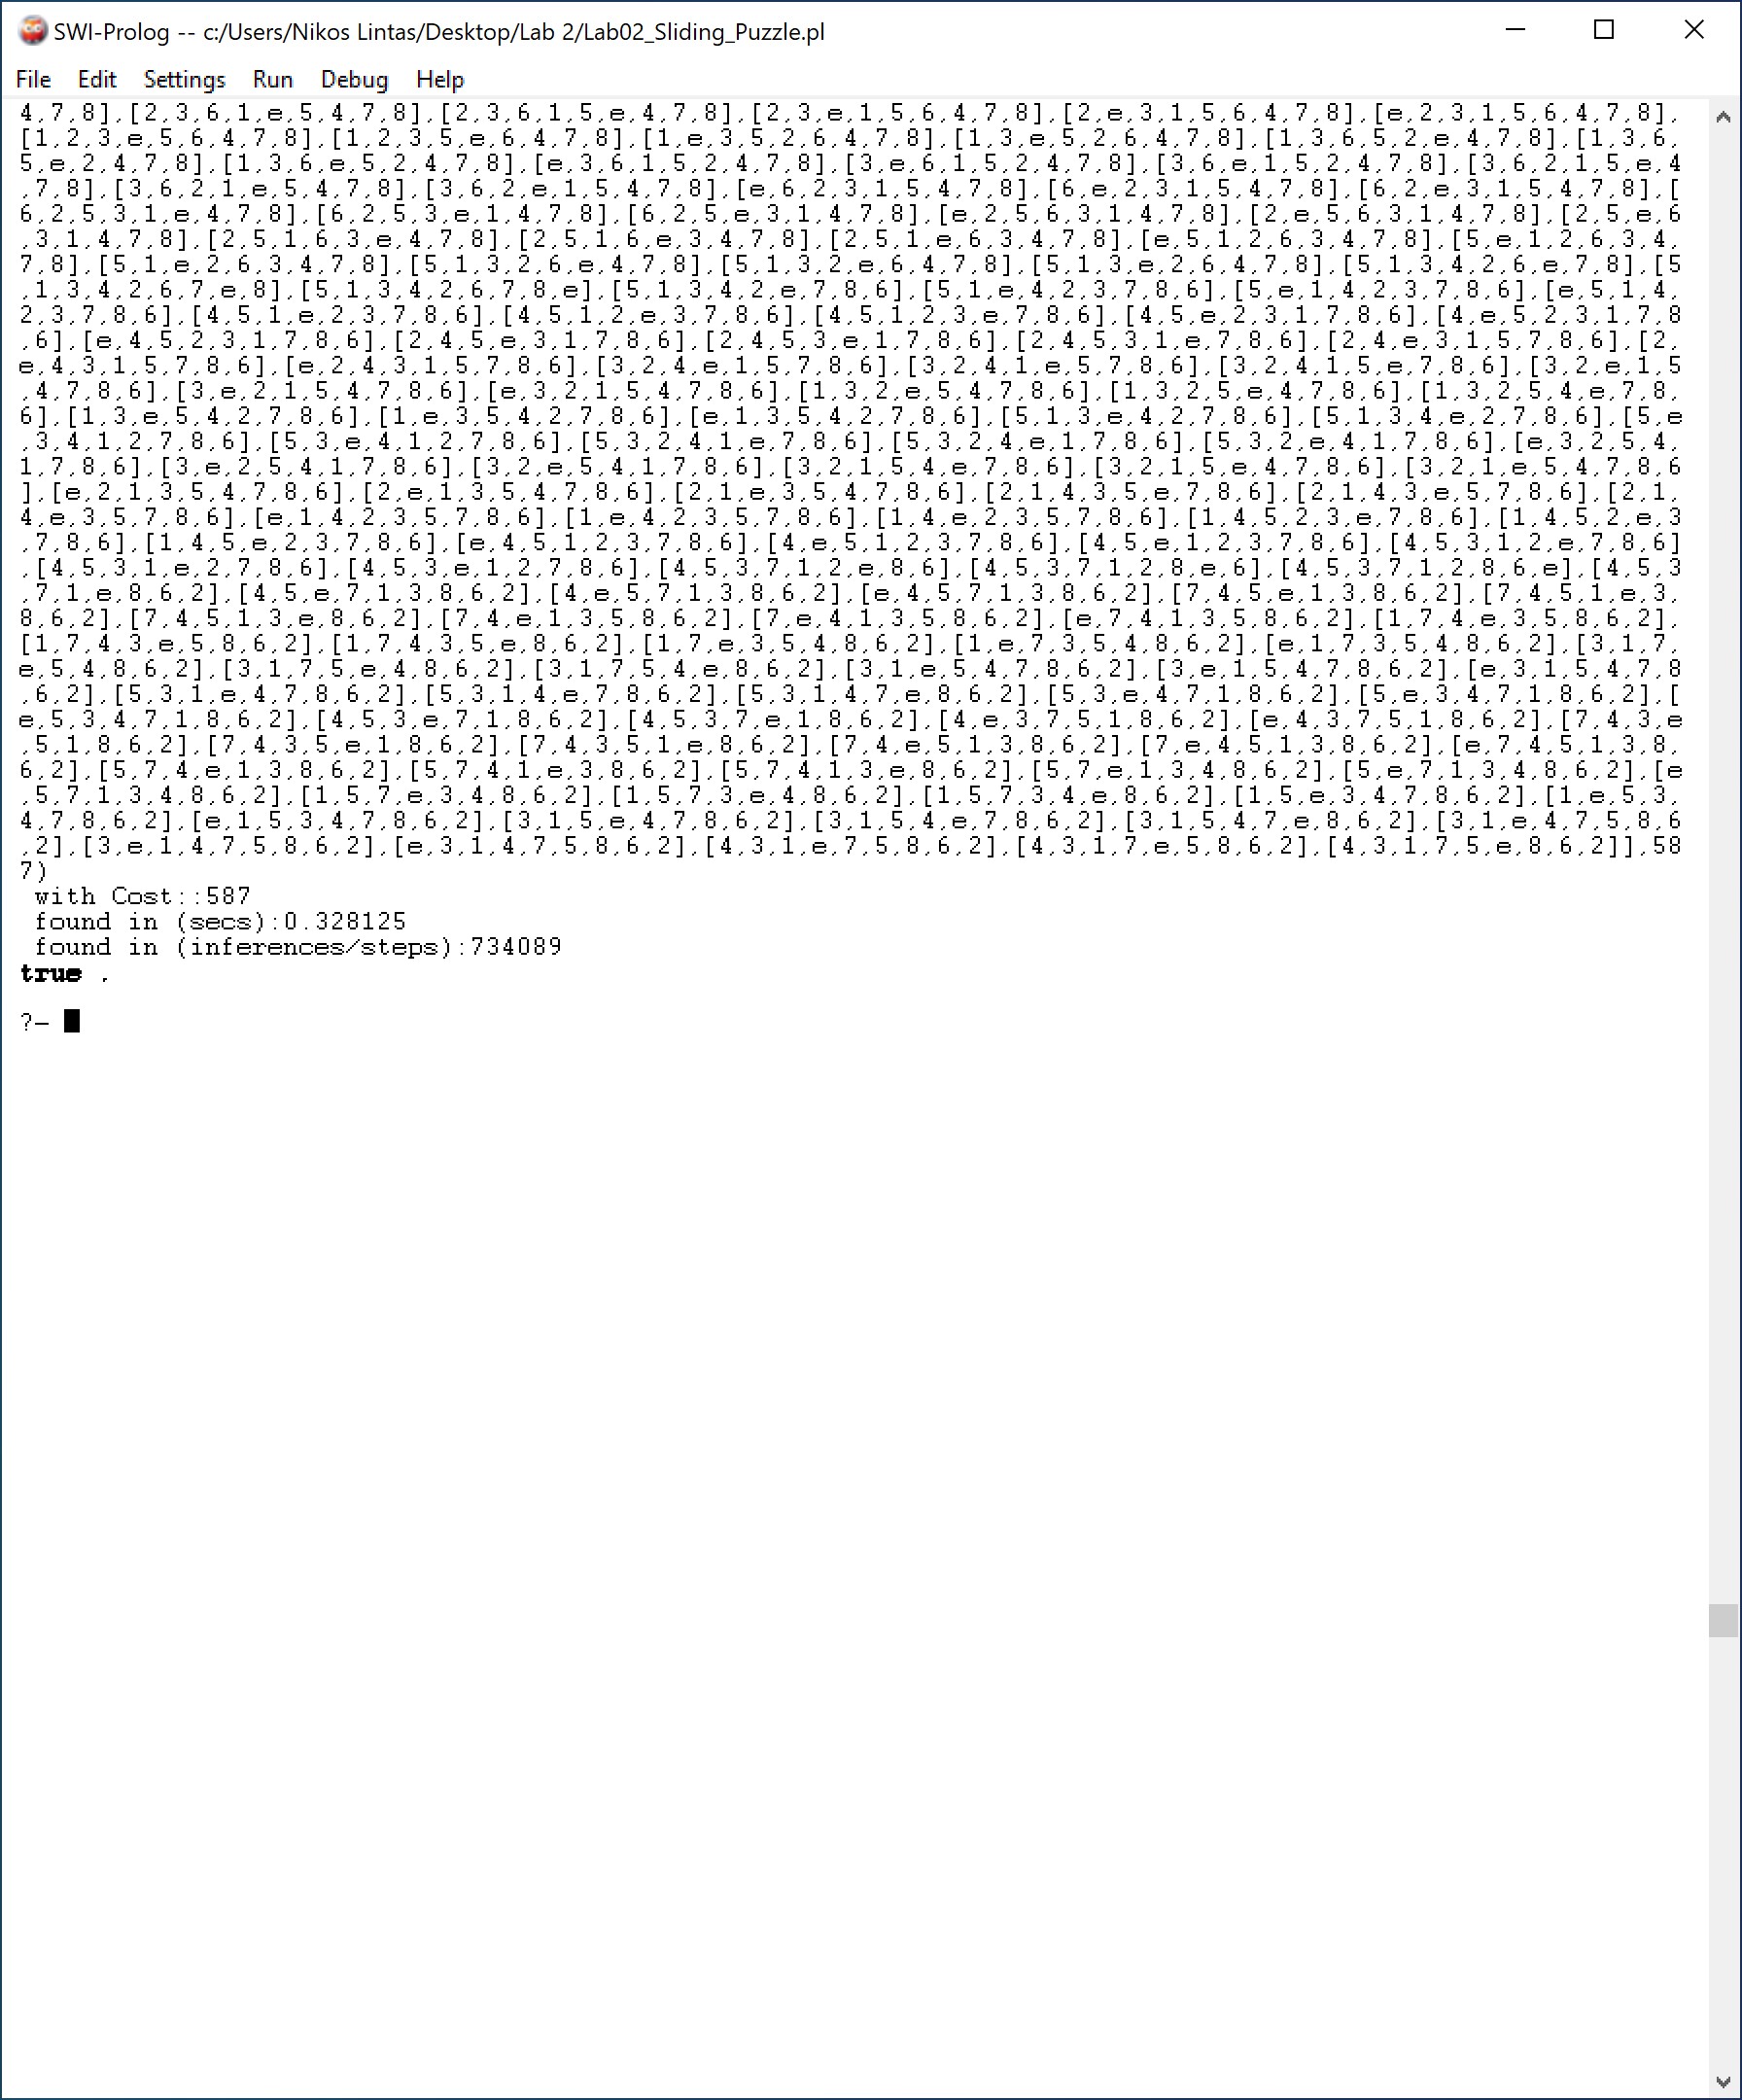 SWI-Prolog -- c:/Users/Nikos Lintas/Desktop/Lab 2/Lab02_Sliding_Puzzle.pl
File Edit Settings Run Debug Help
4,7,8],[2,3,6,1,e,5,4,7,8],[2,3,6,1,5,e,4,7,8],[2,3,e,1,5,6,4,7,8],[2,e,3,1,5,6,4,7,8],[e,2,3,1,5,6,4,7,8],
[1,2,3,e,5,6,4,7,8],[1,2,3,5,e,6,4,7,8],[1,e,3,5,2,6,4,7,8],[1,3,e,5,2,6,4,7,8],[1,3,6,5,2,e,4,7,8],[1,3,6,
5,e,2,4,7,8],[1,3,6,e,5,2,4,7,8],[e,3,6,1,5,2,4,7,8],[3,e,6,1,5,2,4,7,8],[3,6,e,1,5,2,4,7,8],[3,6,2,1,5,e,4
,7,8],[3,6,2,1,e,5,4,7,8],[3,6,2,e,1,5,4,7,8],[e,6,2,3,1,5,4,7,8],[6,e,2,3,1,5,4,7,8],[6,2,e,3,1,5,4,7,8],[
6,2,5,3,1,e,4,7,8],[6,2,5,3,e,1,4,7,8],[6,2,5,e,3,1,4,7,8],[e,2,5,6,3,1,4,7,8],[2,e,5,6,3,1,4,7,8],[2,5,e,6
,3,1,4,7,8],[2,5,1,6,3,e,4,7,8],[2,5,1,6,e,3,4,7,8],[2,5,1,e,6,3,4,7,8],[e,5,1,2,6,3,4,7,8],[5,e,1,2,6,3,4,
7,8],[5,1,e,2,6,3,4,7,8],[5,1,3,2,6,e,4,7,8],[5,1,3,2,e,6,4,7,8],[5,1,3,e,2,6,4,7,8],[5,1,3,4,2,6,e,7,8],[5
,1,3,4,2,6,7,e,8],[5,1,3,4,2,6,7,8,e],[5,1,3,4,2,e,7,8,6],[5,1,e,4,2,3,7,8,6],[5,e,1,4,2,3,7,8,6],[e,5,1,4,
2,3,7,8,6],[4,5,1,e,2,3,7,8,6],[4,5,1,2,e,3,7,8,6],[4,5,1,2,3,e,7,8,6],[4,5,e,2,3,1,7,8,6],[4,e,5,2,3,1,7,8
,6],[e,4,5,2,3,1,7,8,6],[2,4,5,e,3,1,7,8,6],[2,4,5,3,e,1,7,8,6],[2,4,5,3,1,e,7,8,6],[2,4,e,3,1,5,7,8,6],[2,
e,4,3,1,5,7,8,6],[e,2,4,3,1,5,7,8,6],[3,2,4,e,1,5,7,8,6],[3,2,4,1,e,5,7,8,6],[3,2,4,1,5,e,7,8,6],[3,2,e,1,5
,4,7,8,6],[3,e,2,1,5,4,7,8,6],[e,3,2,1,5,4,7,8,6],[1,3,2,e,5,4,7,8,6],[1,3,2,5,e,4,7,8,6],[1,3,2,5,4,e,7,8,
6],[1,3,e,5,4,2,7,8,6],[1,e,3,5,4,2,7,8,6],[e,1,3,5,4,2,7,8,6],[5,1,3,e,4,2,7,8,6],[5,1,3,4,e,2,7,8,6],[5,e
,3,4,1,2,7,8,6],[5,3,e,4,1,2,7,8,6],[5,3,2,4,1,e,7,8,6],[5,3,2,4,e,1,7,8,6],[5,3,2,e,4,1,7,8,6],[e,3,2,5,4,
1,7,8,6],[3,e,2,5,4,1,7,8,6],[3,2,e,5,4,1,7,8,6],[3,2,1,5,4,e,7,8,6],[3,2,1,5,e,4,7,8,6],[3,2,1,e,5,4,7,8,6
],[e,2,1,3,5,4,7,8,6],[2,e,1,3,5,4,7,8,6],[2,1,e,3,5,4,7,8,6],[2,1,4,3,5,e,7,8,6],[2,1,4,3,e,5,7,8,6],[2,1,
4,e,3,5,7,8,6],[e,1,4,2,3,5,7,8,6],[1,e,4,2,3,5,7,8,6],[1,4,e,2,3,5,7,8,6],[1,4,5,2,3,e,7,8,6],[1,4,5,2,e,3
,7,8,6],[1,4,5,e,2,3,7,8,6],[e,4,5,1,2,3,7,8,6],[4,e,5,1,2,3,7,8,6],[4,5,e,1,2,3,7,8,6],[4,5,3,1,2,e,7,8,6]
,[4,5,3,1,e,2,7,8,6],[4,5,3,e,1,2,7,8,6],[4,5,3,7,1,2,e,8,6],[4,5,3,7,1,2,8,e,6],[4,5,3,7,1,2,8,6,e],[4,5,3
,7,1,e,8,6,2],[4,5,e,7,1,3,8,6,2],[4,e,5,7,1,3,8,6,2],[e,4,5,7,1,3,8,6,2],[7,4,5,e,1,3,8,6,2],[7,4,5,1,e,3,
8,6,2],[7,4,5,1,3,e,8,6,2],[7,4,e,1,3,5,8,6,2],[7,e,4,1,3,5,8,6,2],[e,7,4,1,3,5,8,6,2],[1,7,4,e,3,5,8,6,2],
[1,7,4,3,e,5,8,6,2],[1,7,4,3,5,e,8,6,2],[1,7,e,3,5,4,8,6,2],[1,e,7,3,5,4,8,6,2],[e,1,7,3,5,4,8,6,2],[3,1,7,
e,5,4,8,6,2],[3,1,7,5,e,4,8,6,2],[3,1,7,5,4,e,8,6,2],[3,1,e,5,4,7,8,6,2],[3,e,1,5,4,7,8,6,2],[e,3,1,5,4,7,8
,6,2],[5,3,1,e,4,7,8,6,2],[5,3,1,4,e,7,8,6,2],[5,3,1,4,7,e,8,6,2],[5,3,e,4,7,1,8,6,2],[5,e,3,4,7,1,8,6,2],[
e,5,3,4,7,1,8,6,2],[4,5,3,e,7,1,8,6,2],[4,5,3,7,e,1,8,6,2],[4,e,3,7,5,1,8,6,2],[e,4,3,7,5,1,8,6,2],[7,4,3,e
,5,1,8,6,2],[7,4,3,5,e,1,8,6,2],[7,4,3,5,1,e,8,6,2],[7,4,e,5,1,3,8,6,2],[7,e,4,5,1,3,8,6,2],[e,7,4,5,1,3,8,
6,2],[5,7,4,e,1,3,8,6,2],[5,7,4,1,e,3,8,6,2],[5,7,4,1,3,e,8,6,2],[5,7,e,1,3,4,8,6,2],[5,e,7,1,3,4,8,6,2],[e
,5,7,1,3,4,8,6,2],[1,5,7,e,3,4,8,6,2],[1,5,7,3,e,4,8,6,2],[1,5,7,3,4,e,8,6,2],[1,5,e,3,4,7,8,6,2],[1,e,5,3,
4,7,8,6,2],[e,1,5,3,4,7,8,6,2],[3,1,5,e,4,7,8,6,2],[3,1,5,4,e,7,8,6,2],[3,1,5,4,7,e,8,6,2],[3,1,e,4,7,5,8,6
,2],[3,e,1,4,7,5,8,6,2],[e,3,1,4,7,5,8,6,2],[4,3,1,e,7,5,8,6,2],[4,3,1,7,e,5,8,6,2],[4,3,1,7,5,e,8,6,2]],58
7)
with Cost::587
found in (secs):0.328125
found in (inferences/steps):734089
true .
?-